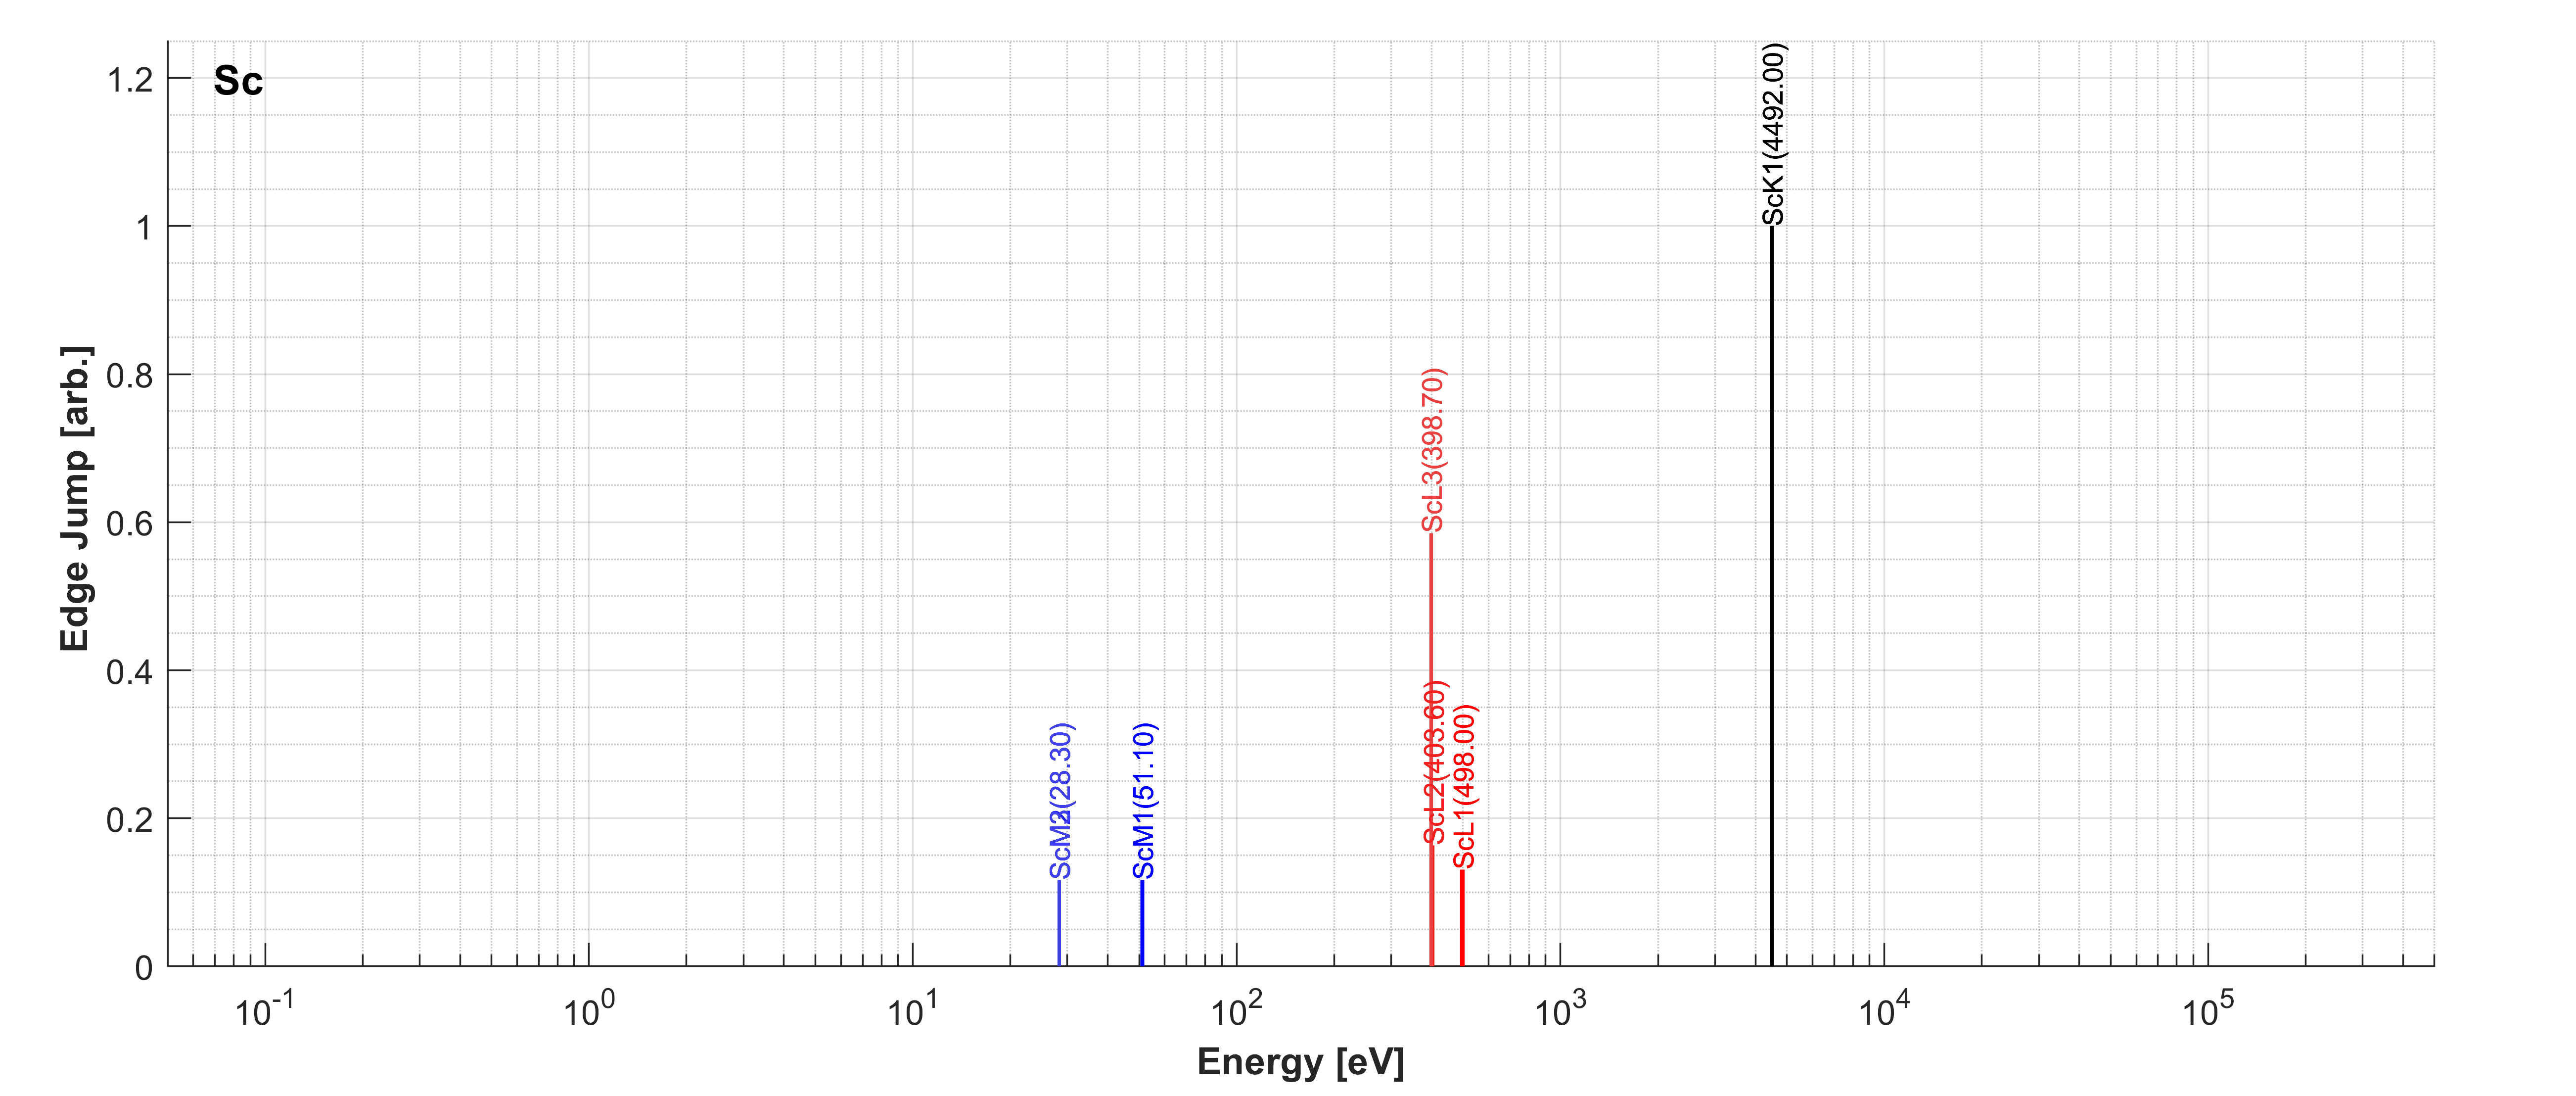 Sc
Edge Jump [arb.]
1.2
1
0.8
0.6
0.4
0.2
0
ScM1(51.10)
ScL3(398.70)
ScL2(403.60)
ScL1(498.00)
ScK1(4492.00)
10-1
100
101
102
103
104
105
Energy [eV]